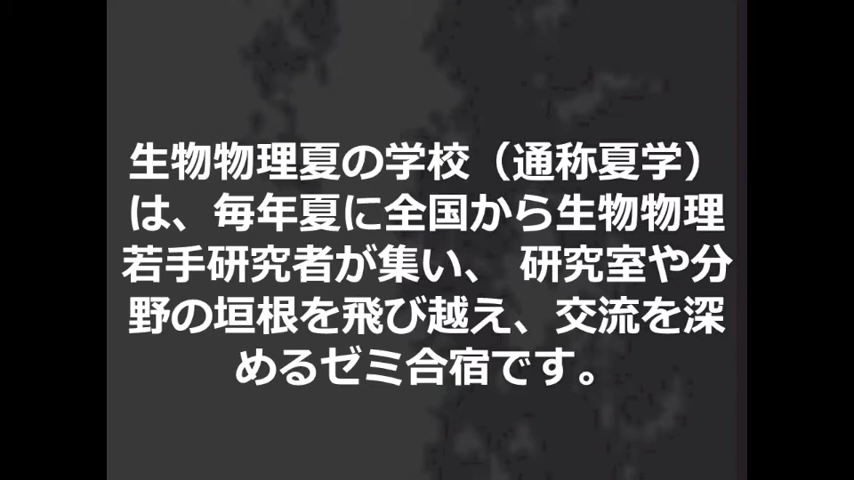 生物物理夏の学校（通称夏学）
は、毎年夏に全国から生物物理
若手研究者が集い、 研究室や分
野の垣根を飛び越え、交流を深
めるゼミ合宿です。